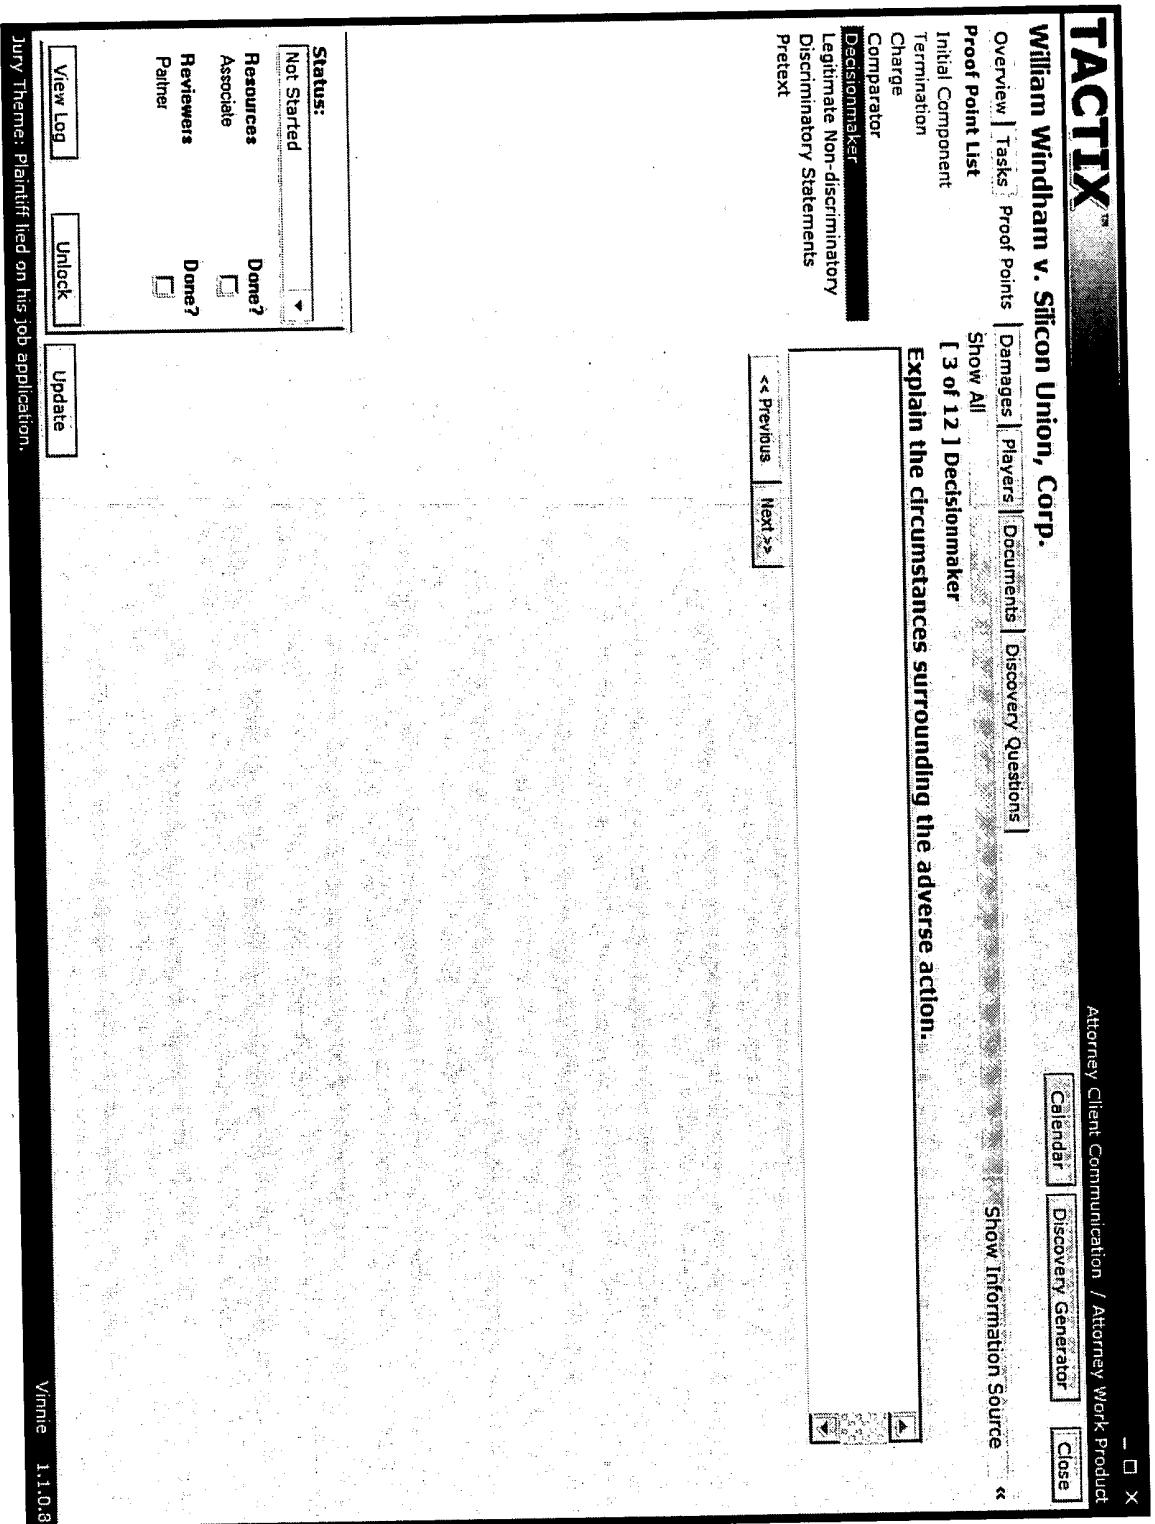 TACTIX™
Attorney Client Communication / Attorney Work Product
William Windham v. Silicon Union, Corp.
Calendar Discovery Generator Close
Overview Tasks Proof Points Damages Players Documents Discovery Questions
Proof Point List
Show All
Show Information Source «
Initial Component
Termination
Charge
Comparator
Decisionmaker
Legitimate Non-discriminatory
Discriminatory Statements
Pretext
[ 3 of 12 ] Decisionmaker
Explain the circumstances surrounding the adverse action.
<< Previous Next >>
Status:
Not Started
Resources Done?
Associate
Reviewers Done?
Partner
View Log Unlock Update
Jury Theme: Plaintiff lied on his job application.
Vinnie 1.1.0.8